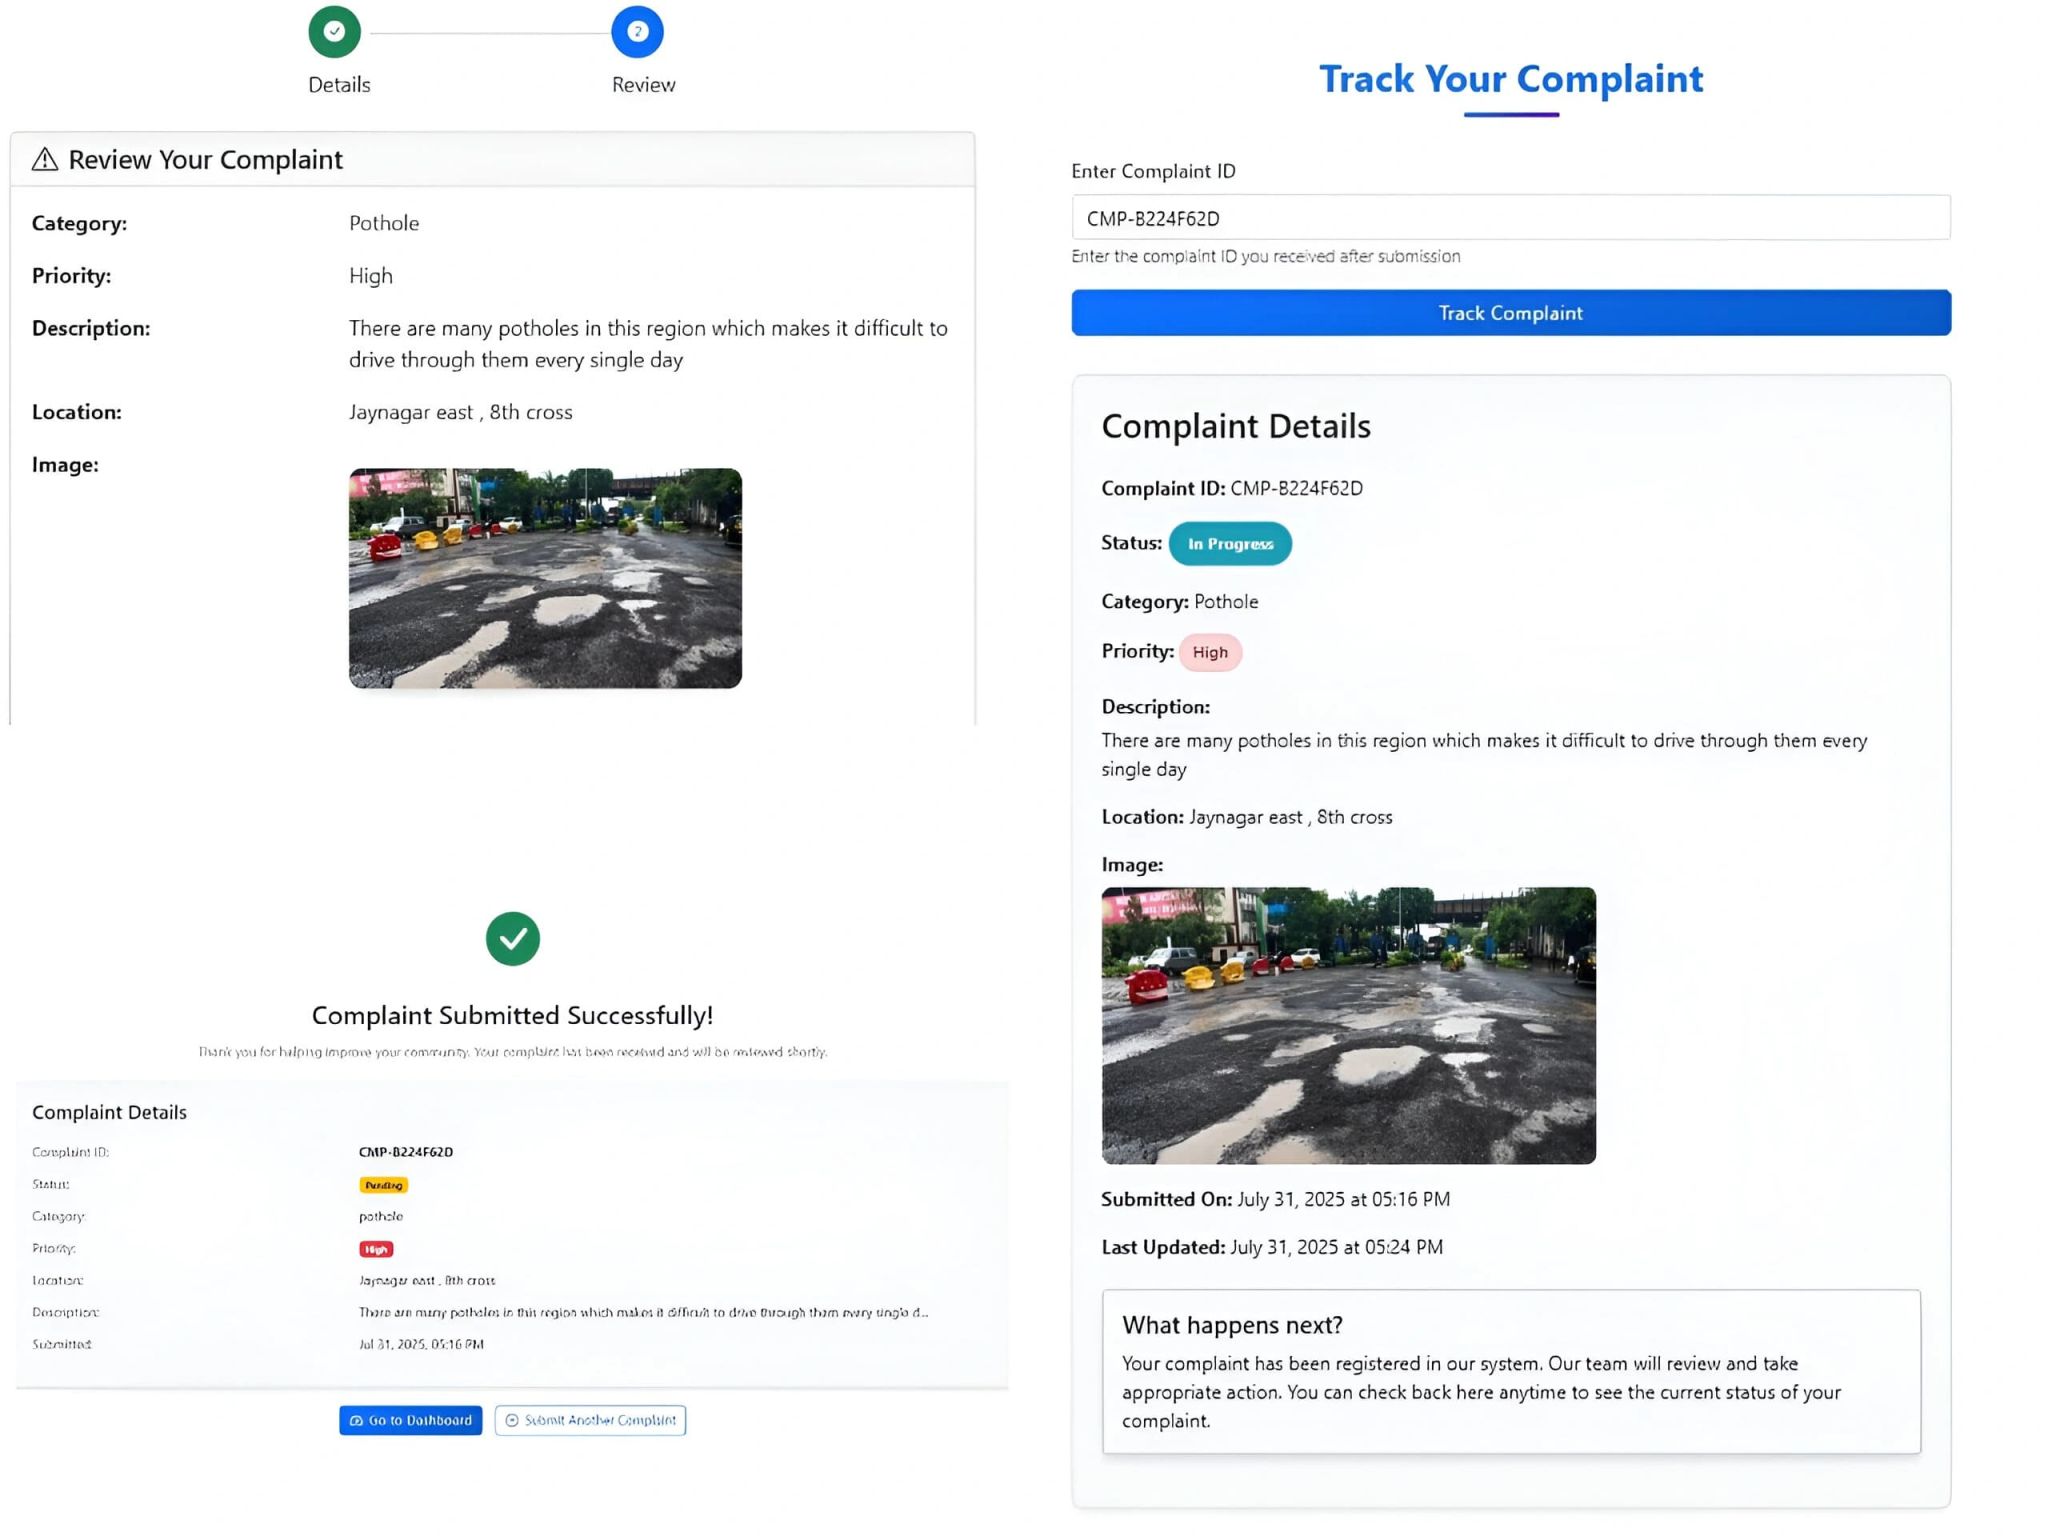 2
Details
Review
Review Your Complaint
Category: Pothole
Priority: High
Description: There are many potholes in this region which makes it difficult to
drive through them every single day
Location: Jaynagar east , 8th cross
Image:
Complaint Submitted Successfully!
Thank you for helping improve your community. Your complaint has been received and will be reviewed shortly.
Complaint Details
Complaint ID: CMP-B224F62D
Status: Pending
Category: pothole
Priority: High
Location: Jaynagar east , 8th cross
Description: There are many potholes in this region which makes it difficult to drive through them every single d...
Submitted: Jul 31, 2025, 05:16 PM
Go to Dashboard
Submit Another Complaint
Track Your Complaint
Enter Complaint ID
CMP-B224F62D
Enter the complaint ID you received after submission
Track Complaint
Complaint Details
Complaint ID: CMP-B224F62D
Status: In Progress
Category: Pothole
Priority: High
Description:
There are many potholes in this region which makes it difficult to drive through them every
single day
Location: Jaynagar east , 8th cross
Image:
Submitted On: July 31, 2025 at 05:16 PM
Last Updated: July 31, 2025 at 05:24 PM
What happens next?
Your complaint has been registered in our system. Our team will review and take
appropriate action. You can check back here anytime to see the current status of your
complaint.